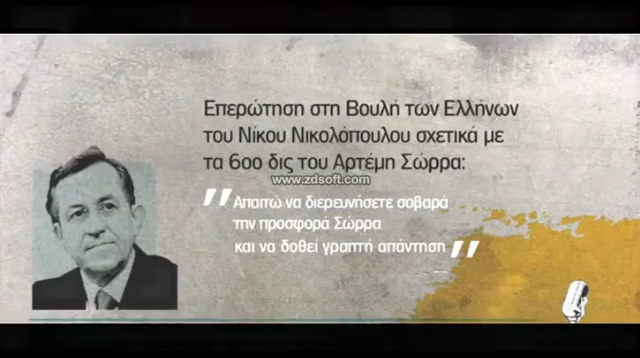 Επερώτηση στη Βουλή των Ελλήνων
του Νίκου Νικολόπουλου σχετικά με
τα 6οο δις του Αρτέμη Σώρρα:
www.zdsoft.com
"Απαιτώ να διερευνήσετε σοβαρά
την προσφορά Σώρρα
και να δοθεί γραπτή απάντηση"